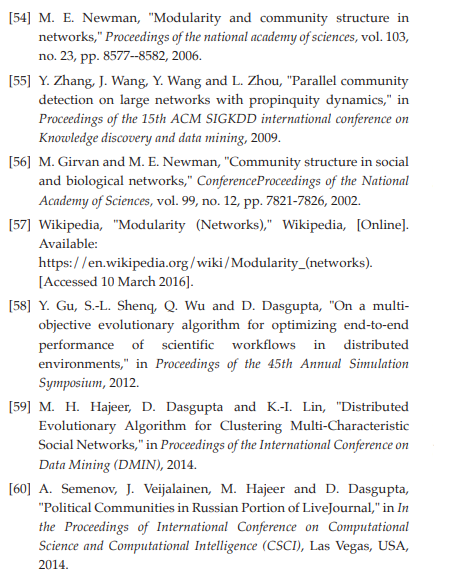 [54] M. E. Newman, "Modularity and community structure in
networks," Proceedings of the national academy of sciences, vol. 103,
no. 23, pp. 8577--8582, 2006.
[55] Y. Zhang, J. Wang, Y. Wang and L. Zhou, "Parallel community
detection on large networks with propinquity dynamics," in
Proceedings of the 15th ACM SIGKDD international conference on
Knowledge discovery and data mining, 2009.
[56] M. Girvan and M. E. Newman, "Community structure in social
and biological networks," ConferenceProceedings of the National
Academy of Sciences, vol. 99, no. 12, pp. 7821-7826, 2002.
[57] Wikipedia, "Modularity (Networks)," Wikipedia, [Online].
Available:
https://en.wikipedia.org/wiki/Modularity_(networks).
[Accessed 10 March 2016].
[58] Y. Gu, S.-L. Shenq, Q. Wu and D. Dasgupta, "On a multi-
objective evolutionary algorithm for optimizing end-to-end
performance of scientific workflows in distributed
environments," in Proceedings of the 45th Annual Simulation
Symposium, 2012.
[59] M. H. Hajeer, D. Dasgupta and K.-I. Lin, "Distributed
Evolutionary Algorithm for Clustering Multi-Characteristic
Social Networks," in Proceedings of the International Conference on
Data Mining (DMIN), 2014.
[60] A. Semenov, J. Veijalainen, M. Hajeer and D. Dasgupta,
"Political Communities in Russian Portion of LiveJournal," in In
the Proceedings of International Conference on Computational
Science and Computational Intelligence (CSCI), Las Vegas, USA,
2014.